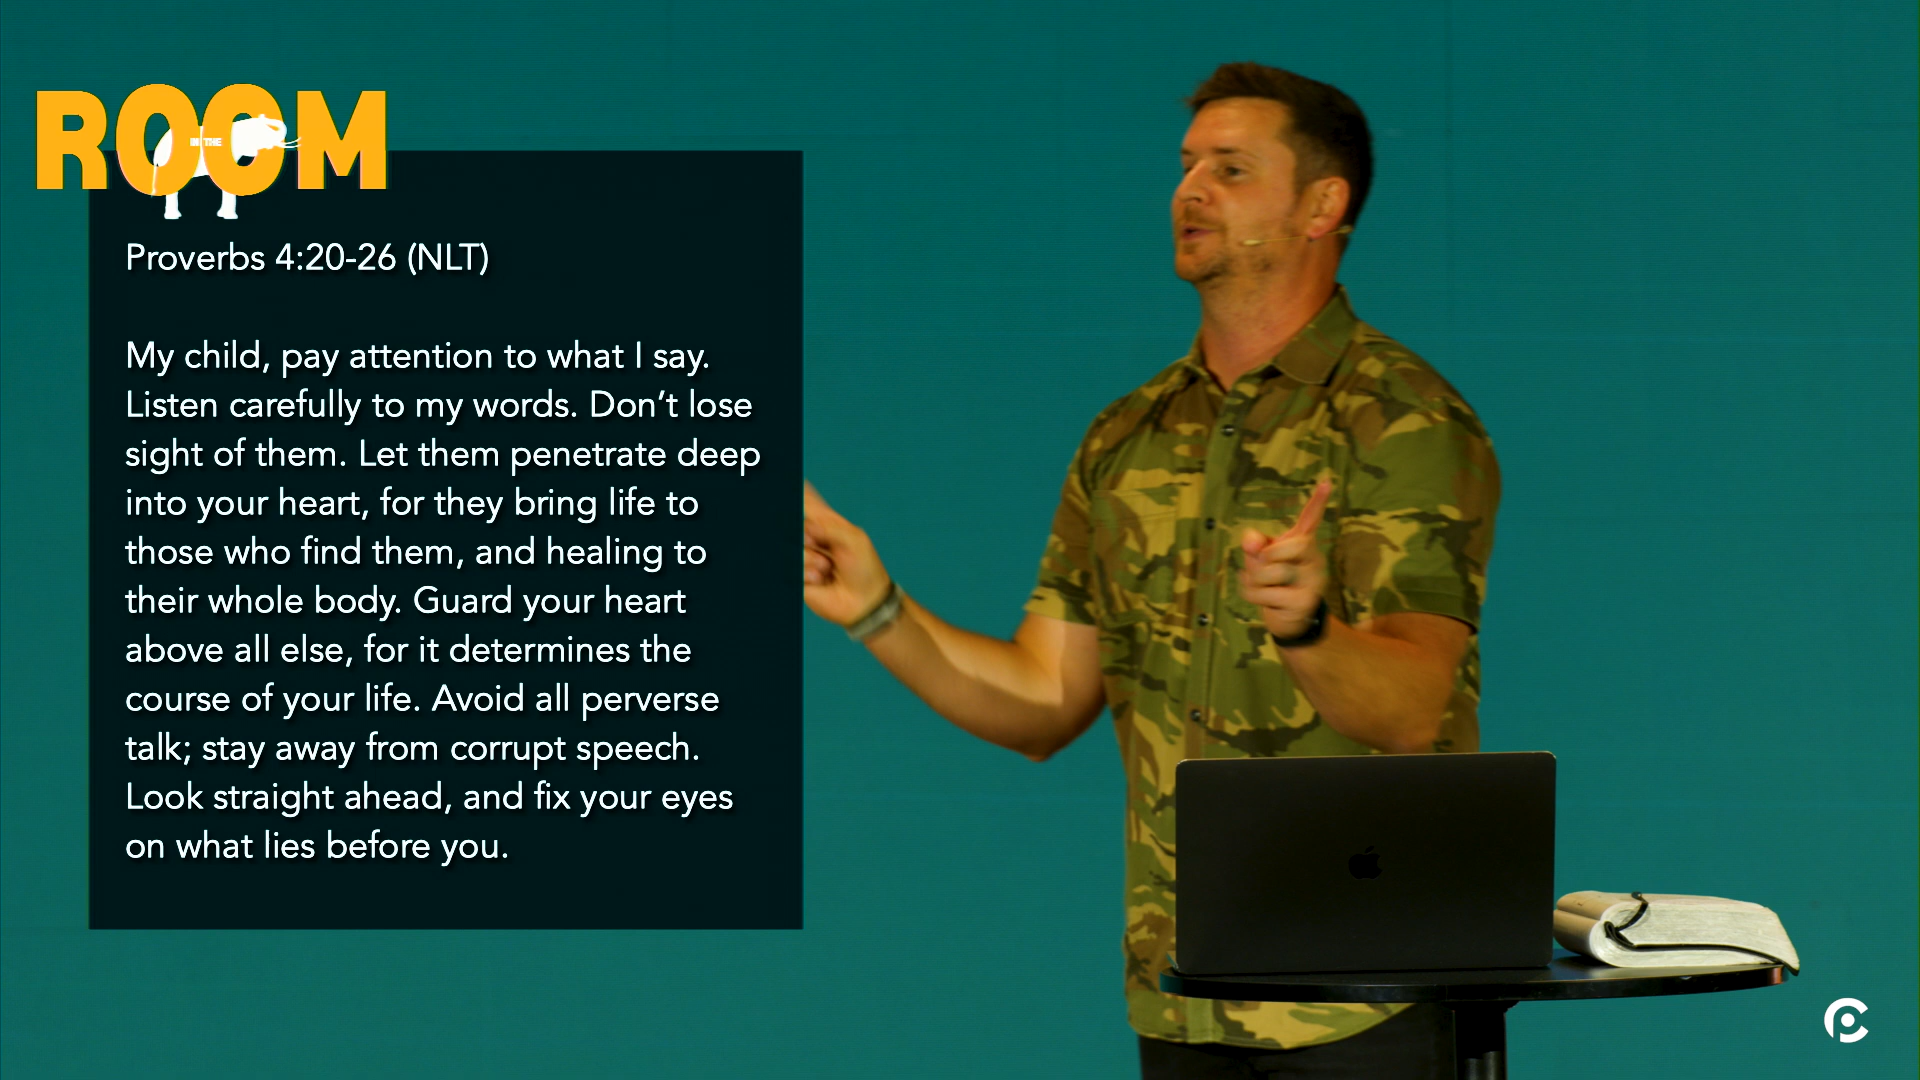 ROOM
IN THE
Proverbs 4:20-26 (NLT)
My child, pay attention to what I say.
Listen carefully to my words. Don’t lose
sight of them. Let them penetrate deep
into your heart, for they bring life to
those who find them, and healing to
their whole body. Guard your heart
above all else, for it determines the
course of your life. Avoid all perverse
talk; stay away from corrupt speech.
Look straight ahead, and fix your eyes
on what lies before you.